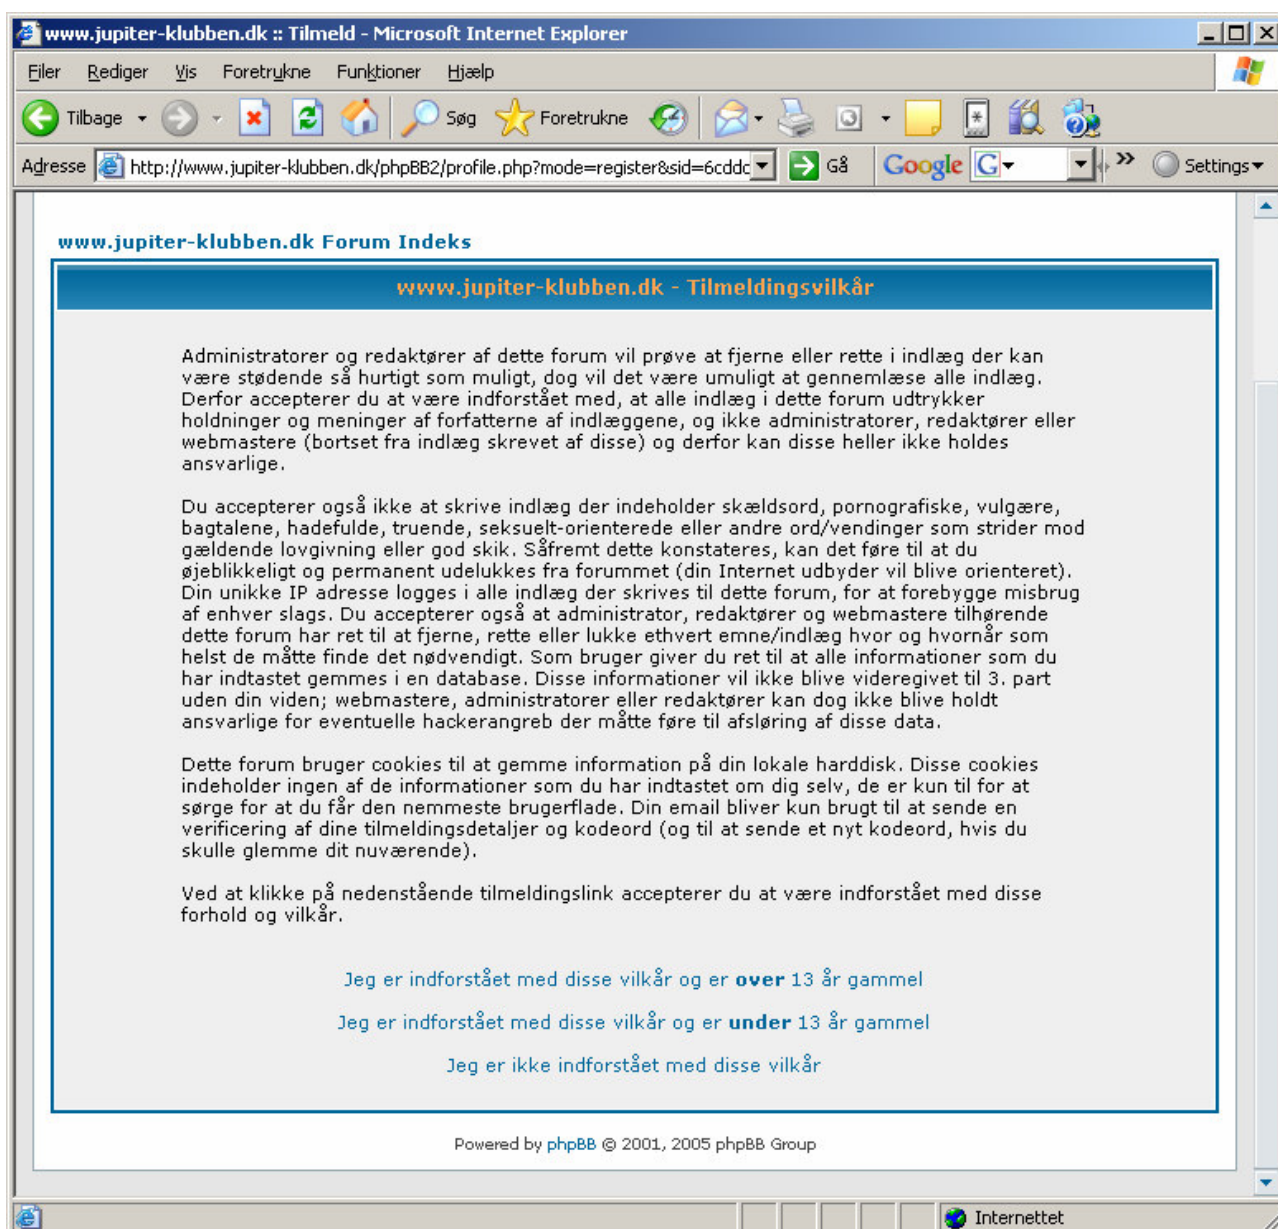 www.jupiter-klubben.dk :: Tilmeld - Microsoft Internet Explorer
Filer Rediger Vis Foretrukne Funktioner Hjælp
Tilbage Søg Foretrukne
Adresse http://www.jupiter-klubben.dk/phpBB2/profile.php?mode=register&sid=6cddc Gå Google G Settings
www.jupiter-klubben.dk Forum Indeks
www.jupiter-klubben.dk - Tilmeldingsvilkår
Administratorer og redaktører af dette forum vil prøve at fjerne eller rette i indlæg der kan
være stødende så hurtigt som muligt, dog vil det være umuligt at gennemlæse alle indlæg.
Derfor accepterer du at være indforstået med, at alle indlæg i dette forum udtrykker
holdninger og meninger af forfatterne af indlæggene, og ikke administratorer, redaktører eller
webmastere (bortset fra indlæg skrevet af disse) og derfor kan disse heller ikke holdes
ansvarlige.
Du accepterer også ikke at skrive indlæg der indeholder skældsord, pornografiske, vulgære,
bagtalene, hadefulde, truende, seksuelt-orienterede eller andre ord/vendinger som strider mod
gældende lovgivning eller god skik. Såfremt dette konstateres, kan det føre til at du
øjeblikkeligt og permanent udelukkes fra forummet (din Internet udbyder vil blive orienteret).
Din unikke IP adresse logges i alle indlæg der skrives til dette forum, for at forebygge misbrug
af enhver slags. Du accepterer også at administrator, redaktører og webmastere tilhørende
dette forum har ret til at fjerne, rette eller lukke ethvert emne/indlæg hvor og hvornår som
helst de måtte finde det nødvendigt. Som bruger giver du ret til at alle informationer som du
har indtastet gemmes i en database. Disse informationer vil ikke blive videregivet til 3. part
uden din viden; webmastere, administratorer eller redaktører kan dog ikke blive holdt
ansvarlige for eventuelle hackerangreb der måtte føre til afsløring af disse data.
Dette forum bruger cookies til at gemme information på din lokale harddisk. Disse cookies
indeholder ingen af de informationer som du har indtastet om dig selv, de er kun til for at
sørge for at du får den nemmeste brugerflade. Din email bliver kun brugt til at sende en
verificering af dine tilmeldingsdetaljer og kodeord (og til at sende et nyt kodeord, hvis du
skulle glemme dit nuværende).
Ved at klikke på nedenstående tilmeldingslink accepterer du at være indforstået med disse
forhold og vilkår.
Jeg er indforstået med disse vilkår og er over 13 år gammel
Jeg er indforstået med disse vilkår og er under 13 år gammel
Jeg er ikke indforstået med disse vilkår
Powered by phpBB © 2001, 2005 phpBB Group
Internettet